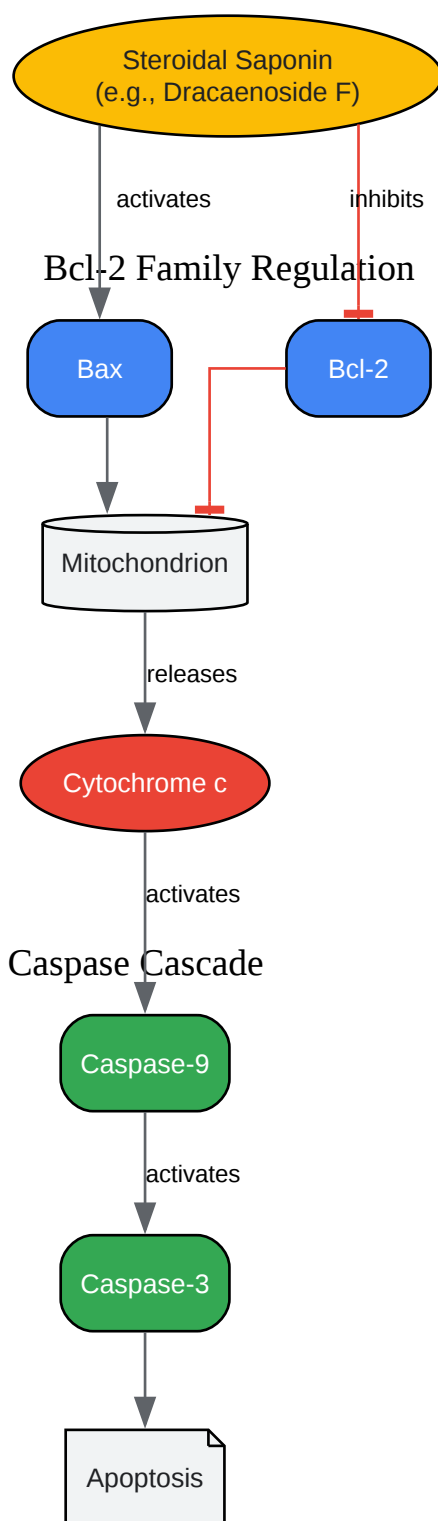 Steroidal Saponin
(e.g., Dracaenoside F)
activates
inhibits
Bcl-2 Family Regulation
Bax
Bcl-2
Mitochondrion
releases
Cytochrome c
activates
Caspase Cascade
Caspase-9
activates
Caspase-3
Apoptosis